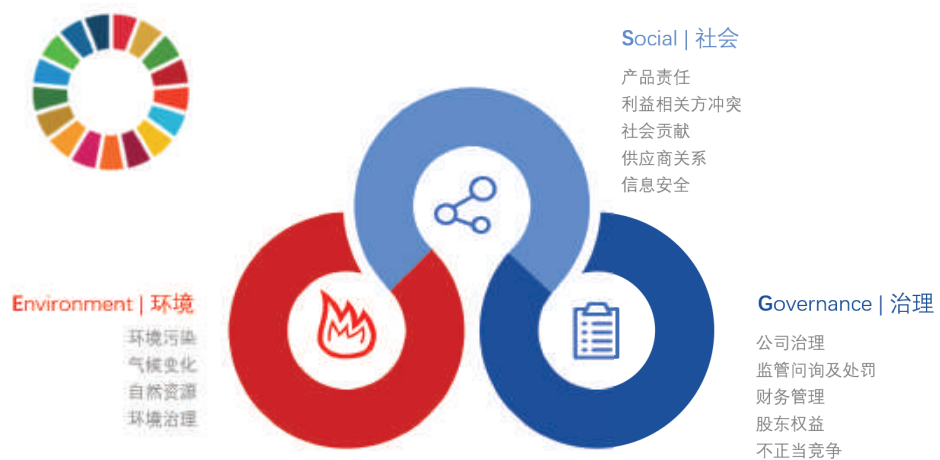 Social | 社会
产品责任
利益相关方冲突
社会贡献
供应商关系
信息安全
Environment | 环境
环境污染
气候变化
自然资源
环境治理
Governance | 治理
公司治理
监管问询及处罚
财务管理
股东权益
不正当竞争